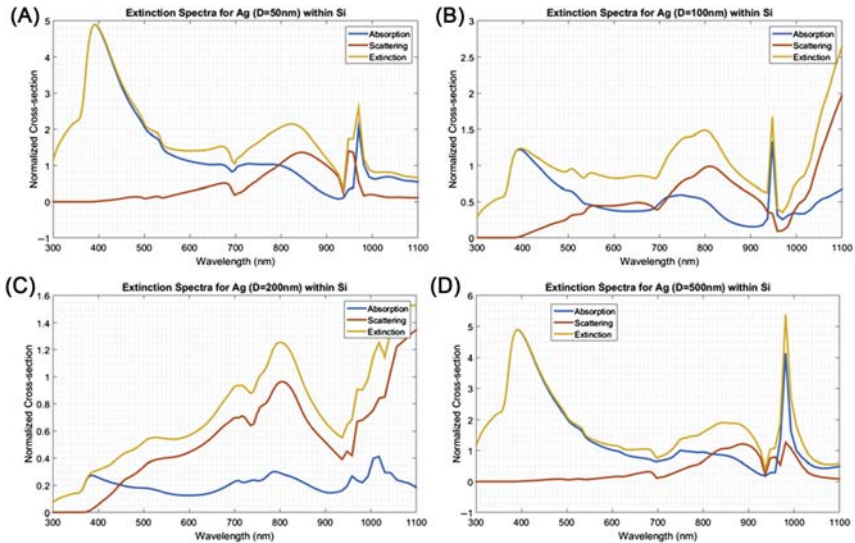 (A)
Extinction Spectra for Ag (D=50nm) within Si
Absorption
Scattering
Extinction
Normalized Cross-section
5
4
3
2
1
0
−1
300 400 500 600 700 800 900 1000 1100
Wavelength (nm)
(B)
Extinction Spectra for Ag (D=100nm) within Si
Absorption
Scattering
Extinction
Normalized Cross-section
3
2.5
2
1.5
1
0.5
0
300 400 500 600 700 800 900 1000 1100
Wavelength (nm)
(C)
Extinction Spectra for Ag (D=200nm) within Si
Absorption
Scattering
Extinction
Normalized Cross-section
1.6
1.4
1.2
1
0.8
0.6
0.4
0.2
0
300 400 500 600 700 800 900 1000 1100
Wavelength (nm)
(D)
Extinction Spectra for Ag (D=500nm) within Si
Absorption
Scattering
Extinction
Normalized Cross-section
6
5
4
3
2
1
0
−1
300 400 500 600 700 800 900 1000 1100
Wavelength (nm)